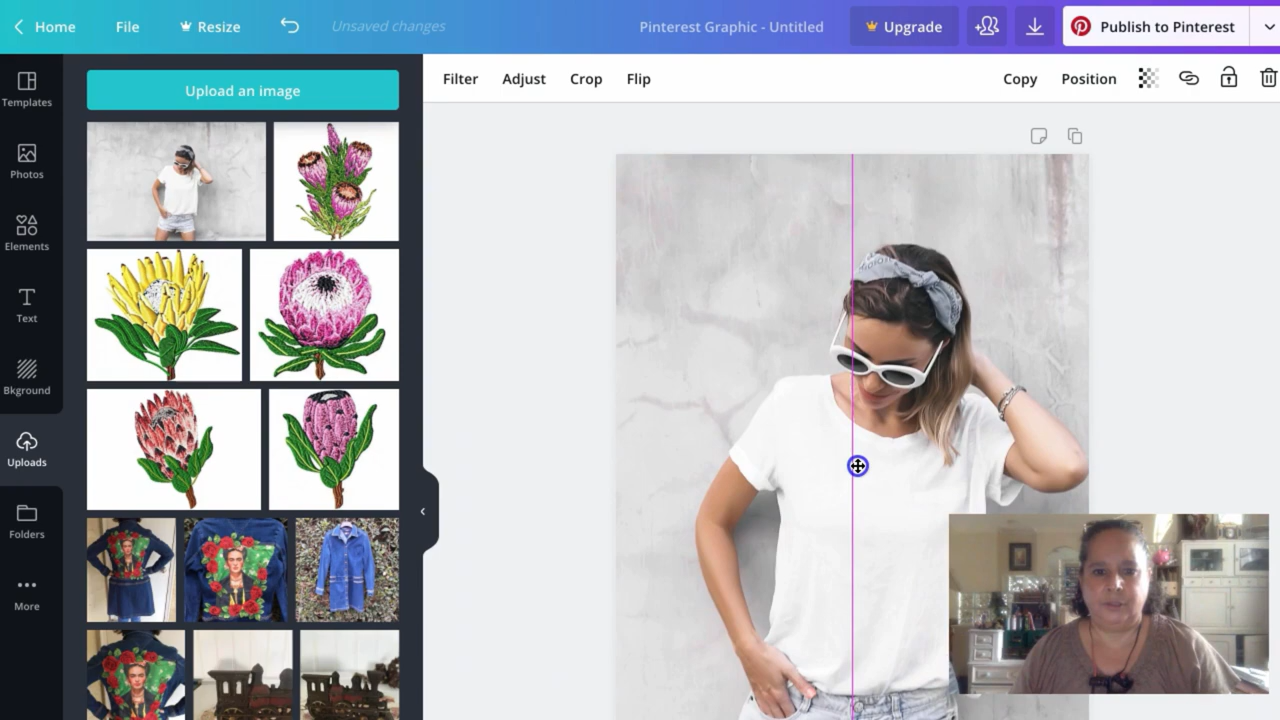 Home
File
Resize
Unsaved changes
Pinterest Graphic - Untitled
Upgrade
Publish to Pinterest
Templates
Photos
Elements
Text
Bkground
Uploads
Folders
More
Upload an image
Filter
Adjust
Crop
Flip
Copy
Position